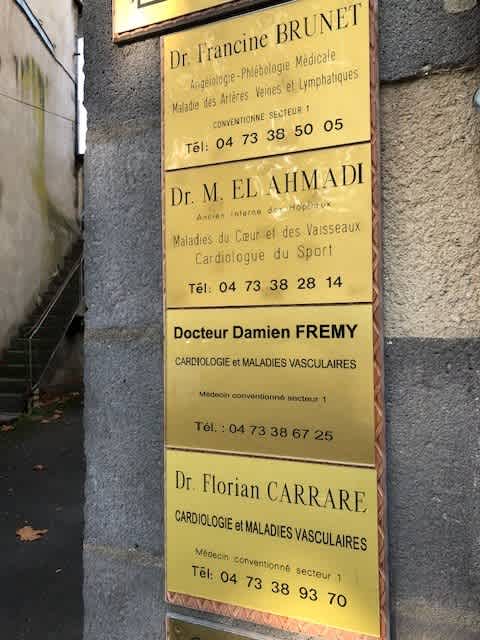 Dr. Francine BRUNET
Angéiologie-Phlébologie Médicale
Maladie des Artères Veines et Lymphatiques
CONVENTIONNE SECTEUR 1
Tél: 04 73 38 50 05
Dr. M. EL AHMADI
Ancien Interne des Hôpitaux
Maladies du Cœur et des Vaisseaux
Cardiologue du Sport
Tél: 04 73 38 28 14
Docteur Damien FREMY
CARDIOLOGIE et MALADIES VASCULAIRES
Médecin conventionné secteur 1
Tél. : 04 73 38 67 25
Dr. Florian CARRARE
CARDIOLOGIE et MALADIES VASCULAIRES
Médecin conventionné secteur 1
Tél: 04 73 38 93 70